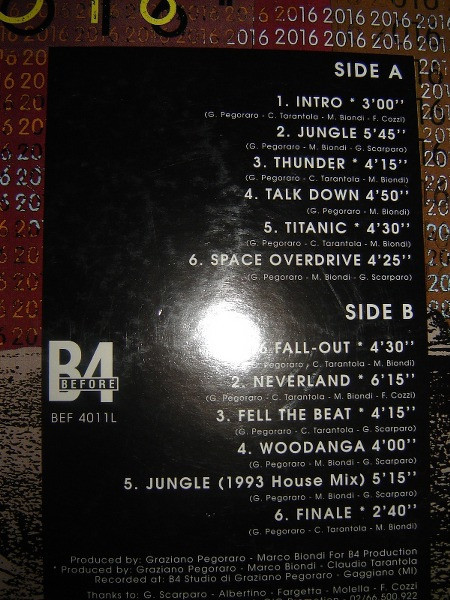 2016 2016 2016 2016
SIDE A
1. INTRO * 3'00''
(G. Pegoraro - C. Tarantola - M. Biondi - F. Cozzi)
2. JUNGLE 5'45''
(G. Pegoraro - M. Biondi - G. Scarparo)
3. THUNDER * 4'15''
(G. Pegoraro - C. Tarantola - M. Biondi)
4. TALK DOWN 4'50''
(G. Pegoraro - M. Biondi)
5. TITANIC * 4'30''
(G. Pegoraro - C. Tarantola - M. Biondi)
6. SPACE OVERDRIVE 4'25''
(G. Pegoraro - M. Biondi - G. Scarparo)
SIDE B
FALL-OUT * 4'30''
Pegoraro - C. Tarantola - M. Biondi)
2. NEVERLAND * 6'15''
(G. Pegoraro - C. Tarantola - M. Biondi - F. Cozzi)
3. FELL THE BEAT * 4'15''
(G. Pegoraro - C. Tarantola - M. Biondi)
4. WOODANGA 4'00''
(G. Pegoraro - M. Biondi - G. Scarparo)
5. JUNGLE (1993 House Mix) 5'15''
(G. Pegoraro - M. Biondi - G. Scarparo)
6. FINALE * 2'40''
(G. Pegoraro - C. Tarantola - M. Biondi)
B4
BEFORE
BEF 4011L
Produced by: Graziano Pegoraro - Marco Biondi For B4 Production
* Produced by: Graziano Pegoraro - Marco Biondi - Claudio Tarantola
Recorded at: B4 Studio di Graziano Pegoraro - Gaggiano (MI)
Thanks to: G. Scarparo - Albertino - Fargetta - Molella - F. Cozzi
Promotion - 02/66.500.922